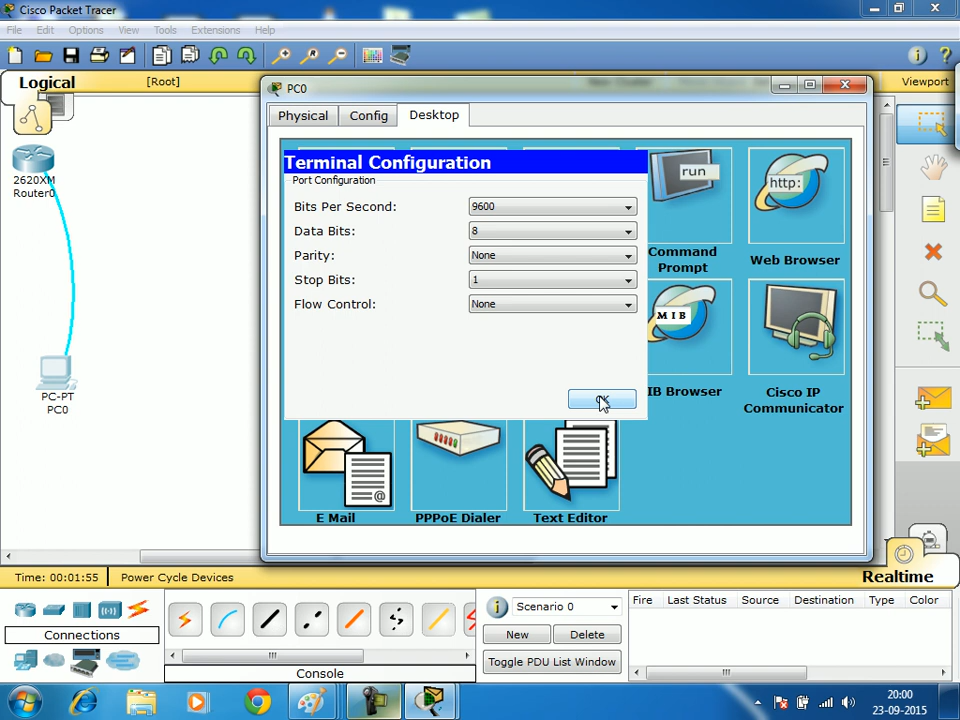 Cisco Packet Tracer
File Edit Options View Tools Extensions Help
Logical
[Root]
Viewport
PC0
Physical Config Desktop
Terminal Configuration
Port Configuration
Bits Per Second: 9600
Data Bits: 8
Parity: None
Stop Bits: 1
Flow Control: None
OK
run
Command
Prompt
http:
Web Browser
MIB
IB Browser
Cisco IP
Communicator
@
E Mail
PPPoE Dialer
Text Editor
2620XM
Router0
PC-PT
PC0
Time: 00:01:55 Power Cycle Devices
Realtime
Connections
Console
Scenario 0
New Delete
Toggle PDU List Window
Fire Last Status Source Destination Type Color
20:00
23-09-2015